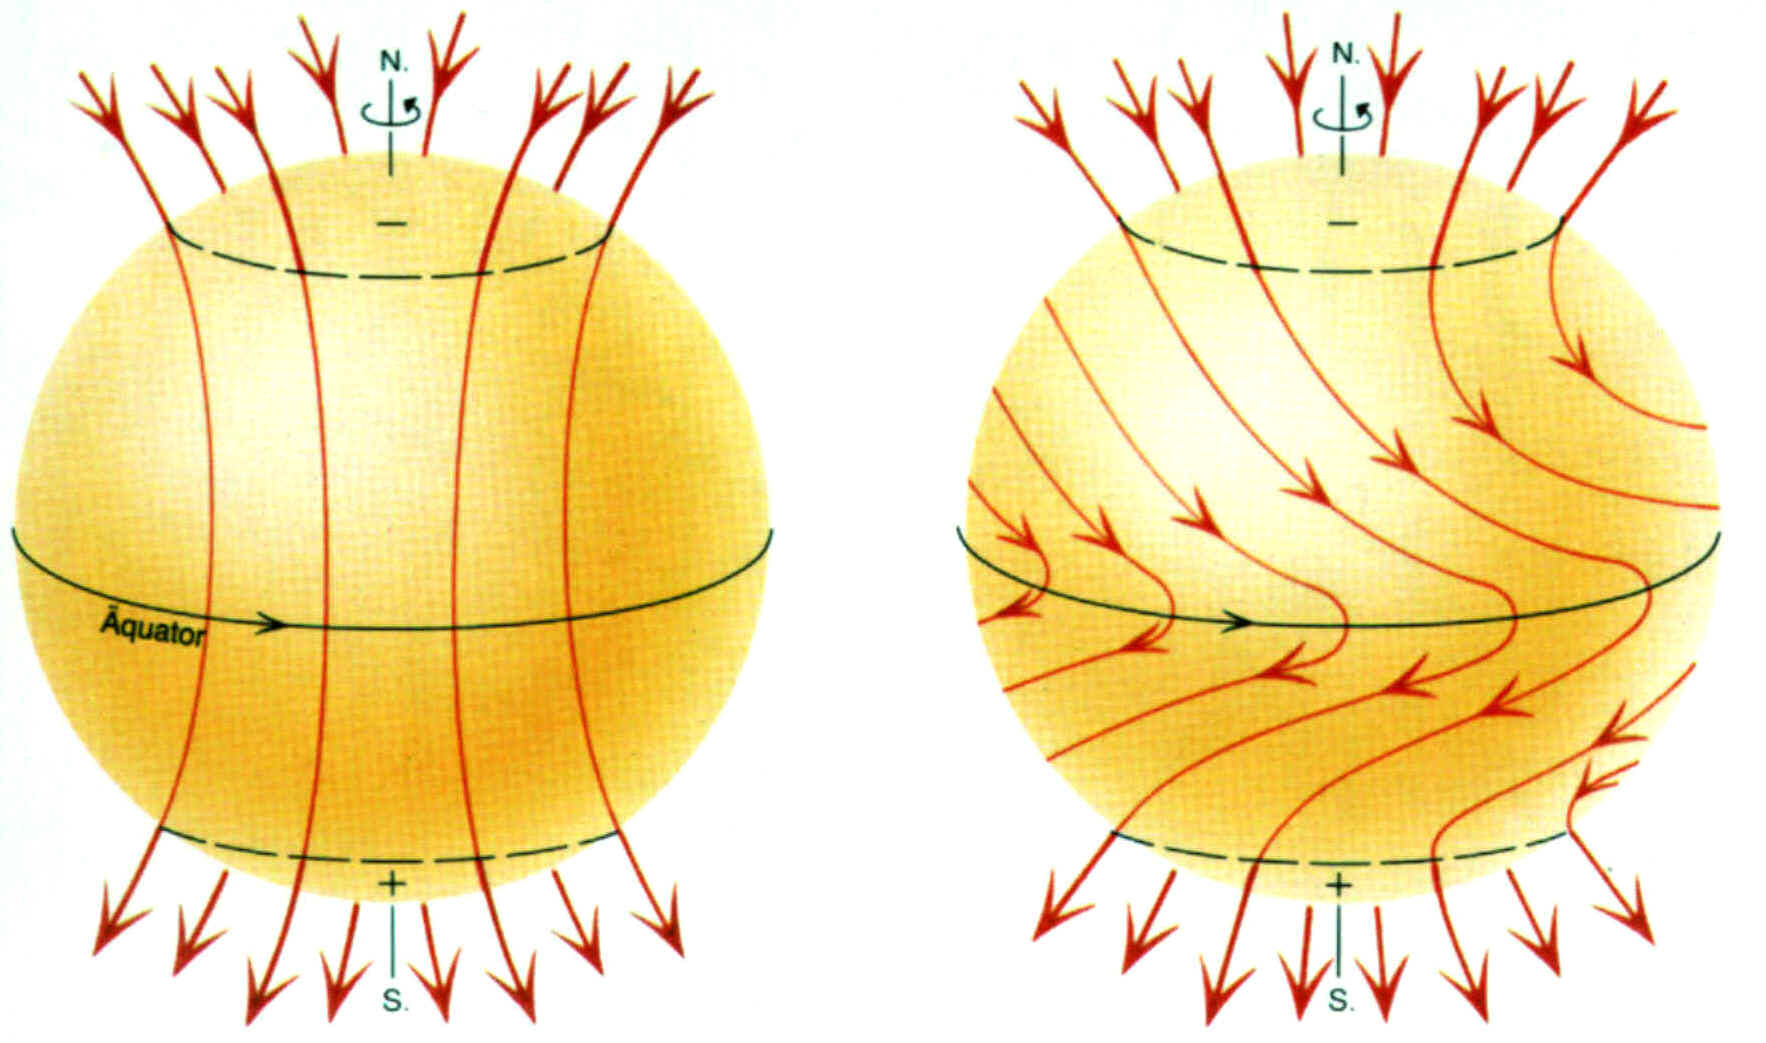 N.
N.
−
−
Äquator
+
+
S.
S.